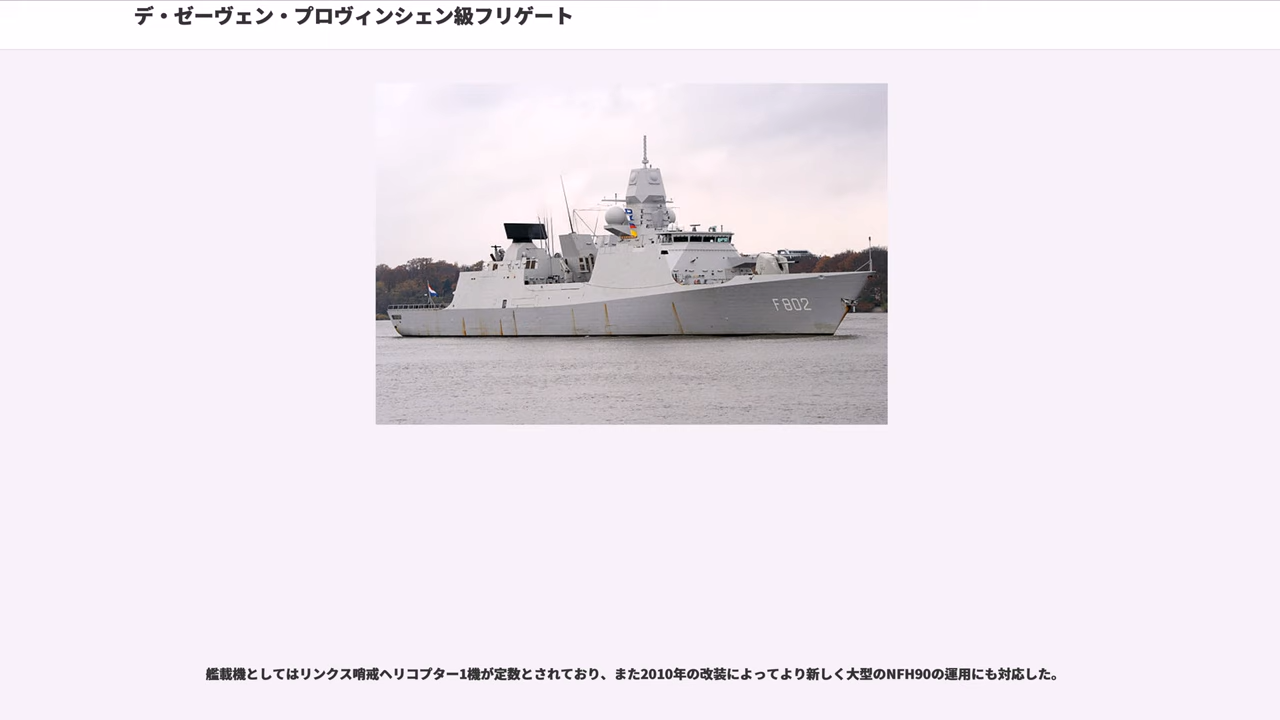 デ・ゼーヴェン・プロヴィンシェン級フリゲート
F802
艦載機としてはリンクス哨戒ヘリコプター1機が定数とされており、また2010年の改装によってより新しく大型のNFH90の運用にも対応した。